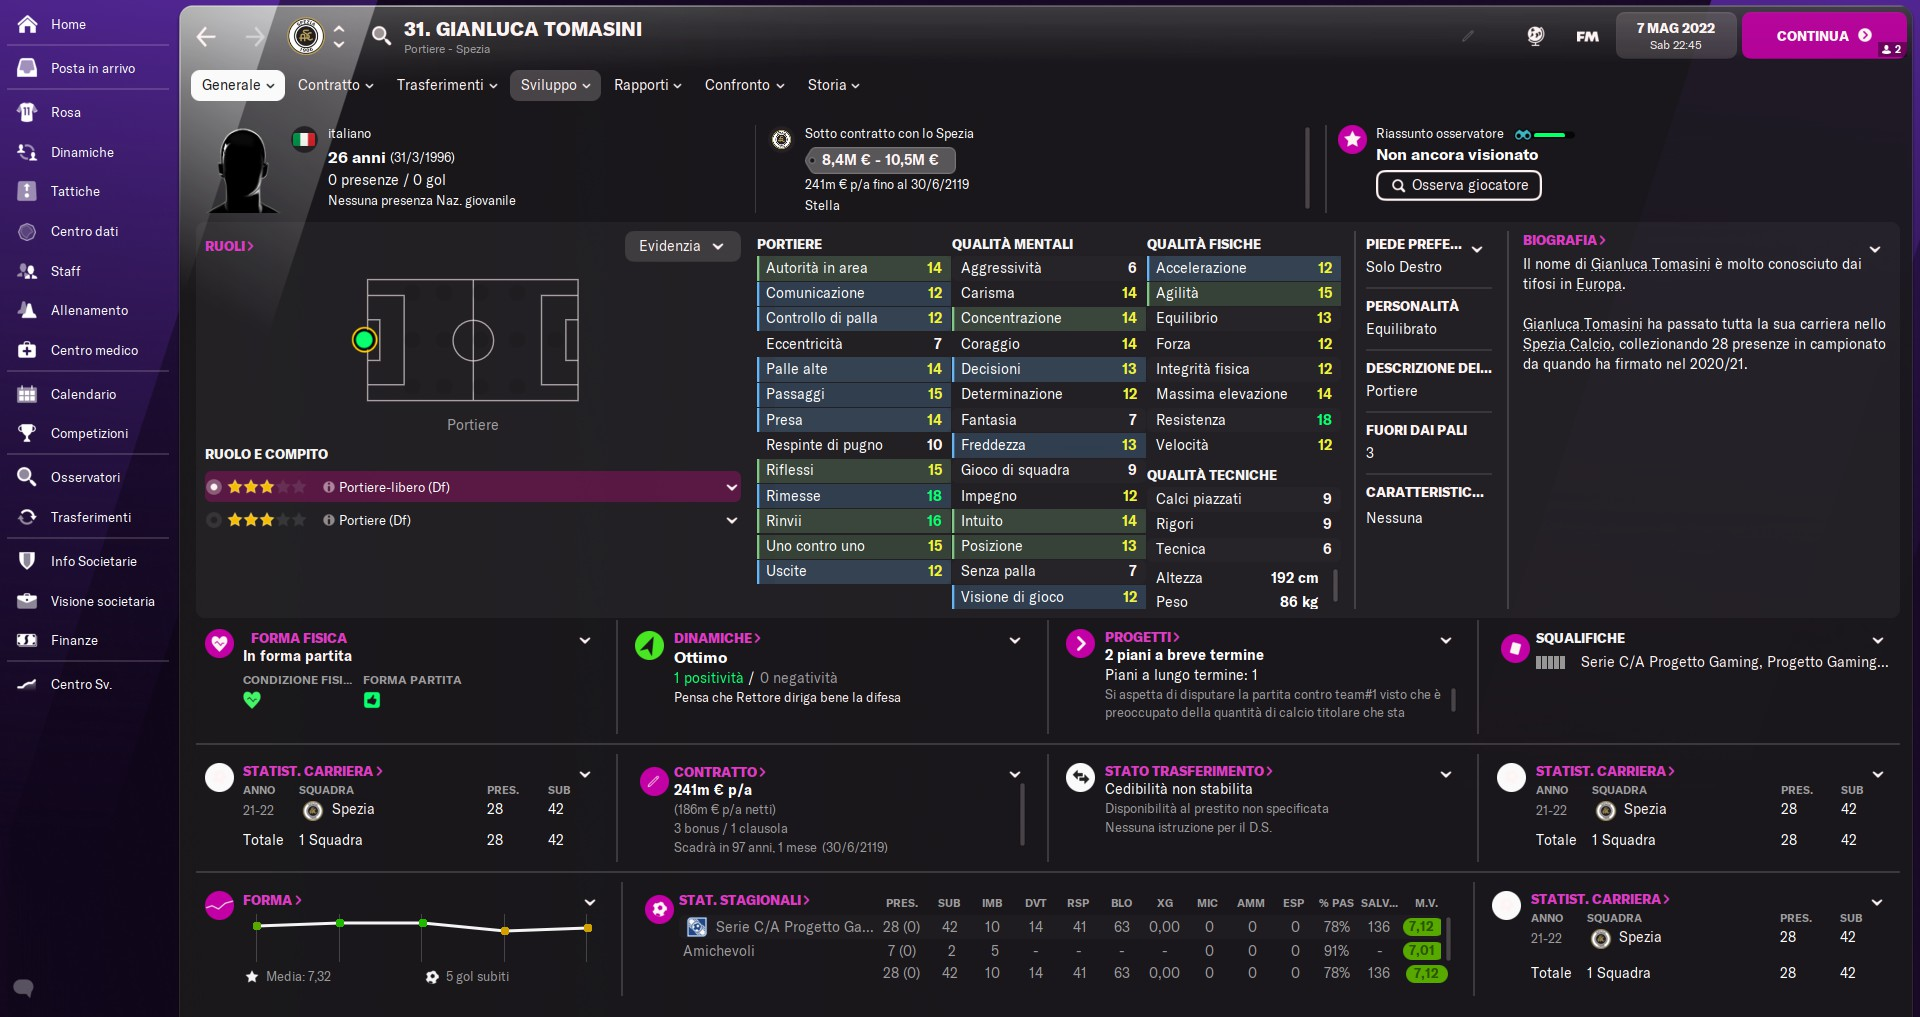 Home
Posta in arrivo
Rosa
Dinamiche
Tattiche
Centro dati
Staff
Allenamento
Centro medico
Calendario
Competizioni
Osservatori
Trasferimenti
Info Societarie
Visione societaria
Finanze
Centro Sv.
31. GIANLUCA TOMASINI
Portiere - Spezia
FM
7 MAG 2022
Sab 22:45
CONTINUA
2
Generale
Contratto
Trasferimenti
Sviluppo
Rapporti
Confronto
Storia
italiano
26 anni (31/3/1996)
0 presenze / 0 gol
Nessuna presenza Naz. giovanile
Sotto contratto con lo Spezia
8,4M € - 10,5M €
241m € p/a fino al 30/6/2119
Stella
Riassunto osservatore
Non ancora visionato
Osserva giocatore
RUOLI
Evidenzia
Portiere
RUOLO E COMPITO
Portiere-libero (Df)
Portiere (Df)
PORTIERE
Autorità in area 14
Comunicazione 12
Controllo di palla 12
Eccentricità 7
Palle alte 14
Passaggi 15
Presa 14
Respinte di pugno 10
Riflessi 15
Rimesse 18
Rinvii 16
Uno contro uno 15
Uscite 12
QUALITÀ MENTALI
Aggressività 6
Carisma 14
Concentrazione 14
Coraggio 14
Decisioni 13
Determinazione 12
Fantasia 7
Freddezza 13
Gioco di squadra 9
Impegno 12
Intuito 14
Posizione 13
Senza palla 7
Visione di gioco 12
QUALITÀ FISICHE
Accelerazione 12
Agilità 15
Equilibrio 13
Forza 12
Integrità fisica 12
Massima elevazione 14
Resistenza 18
Velocità 12
QUALITÀ TECNICHE
Calci piazzati 9
Rigori 9
Tecnica 6
Altezza 192 cm
Peso 86 kg
PIEDE PREFE...
Solo Destro
PERSONALITÀ
Equilibrato
DESCRIZIONE DEI...
Portiere
FUORI DAI PALI
3
CARATTERISTIC...
Nessuna
BIOGRAFIA
Il nome di Gianluca Tomasini è molto conosciuto dai
tifosi in Europa.
Gianluca Tomasini ha passato tutta la sua carriera nello
Spezia Calcio, collezionando 28 presenze in campionato
da quando ha firmato nel 2020/21.
FORMA FISICA
In forma partita
CONDIZIONE FISI... FORMA PARTITA
DINAMICHE
Ottimo
1 positività / 0 negatività
Pensa che Rettore diriga bene la difesa
PROGETTI
2 piani a breve termine
Piani a lungo termine: 1
Si aspetta di disputare la partita contro team#1 visto che è
preoccupato della quantità di calcio titolare che sta
SQUALIFICHE
Serie C/A Progetto Gaming, Progetto Gaming...
STATIST. CARRIERA
ANNO SQUADRA PRES. SUB
21-22 Spezia 28 42
Totale 1 Squadra 28 42
CONTRATTO
241m € p/a
(186m € p/a netti)
3 bonus / 1 clausola
Scadrà in 97 anni, 1 mese (30/6/2119)
STATO TRASFERIMENTO
Cedibilità non stabilita
Disponibilità al prestito non specificata
Nessuna istruzione per il D.S.
STATIST. CARRIERA
ANNO SQUADRA PRES. SUB
21-22 Spezia 28 42
Totale 1 Squadra 28 42
FORMA
Media: 7,32
5 gol subiti
STAT. STAGIONALI PRES. SUB IMB DVT RSP BLO XG MIC AMM ESP % PAS SALV... M.V.
Serie C/A Progetto Ga... 28 (0) 42 10 14 41 63 0,00 0 0 0 78% 136 7,12
Amichevoli 7 (0) 2 5 - - - - 0 0 0 91% - 7,01
28 (0) 42 10 14 41 63 0,00 0 0 0 78% 136 7,12
STATIST. CARRIERA
ANNO SQUADRA PRES. SUB
21-22 Spezia 28 42
Totale 1 Squadra 28 42